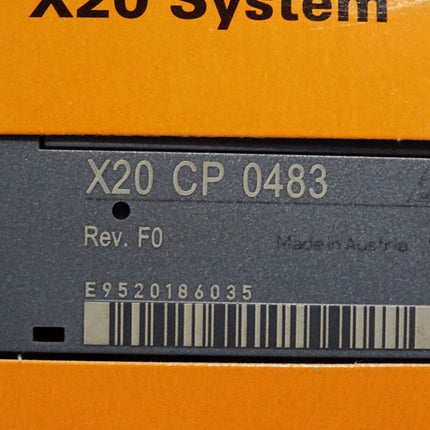 X20 System
X20 CP 0483
Rev. F0
Made in Austria
E9520186035